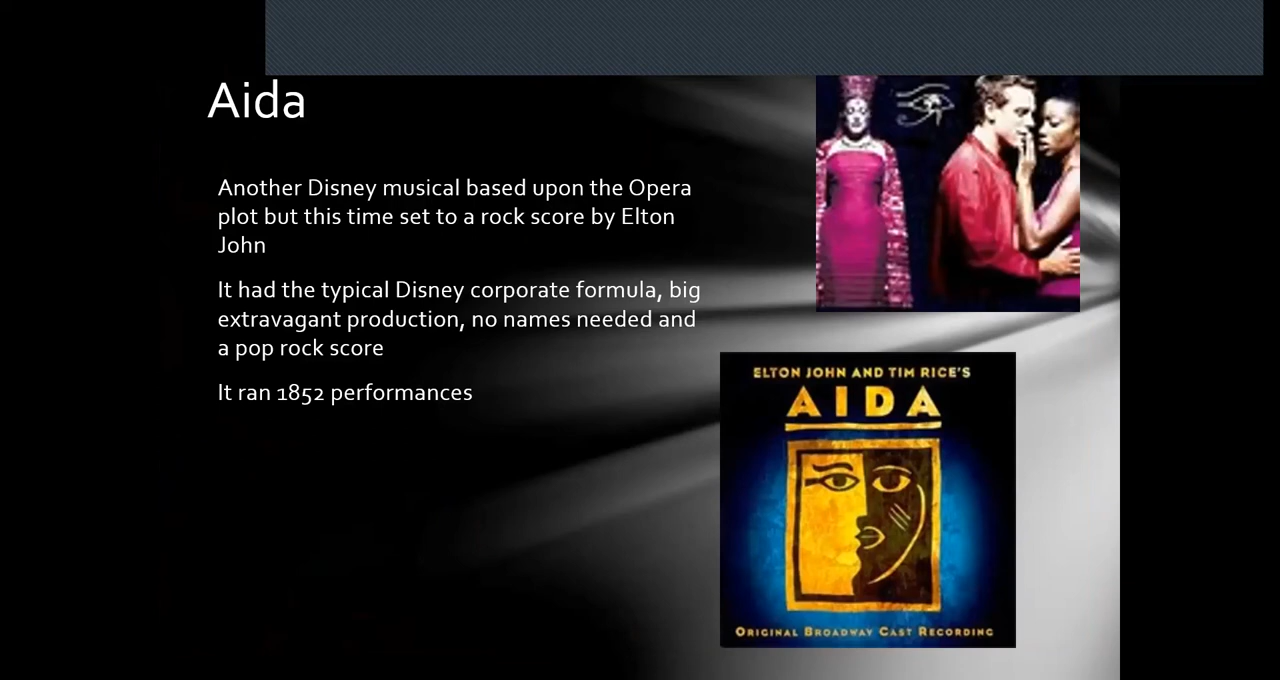 Aida
Another Disney musical based upon the Opera
plot but this time set to a rock score by Elton
John
It had the typical Disney corporate formula, big
extravagant production, no names needed and
a pop rock score
It ran 1852 performances
ELTON JOHN AND TIM RICE'S
AIDA
ORIGINAL BROADWAY CAST RECORDING